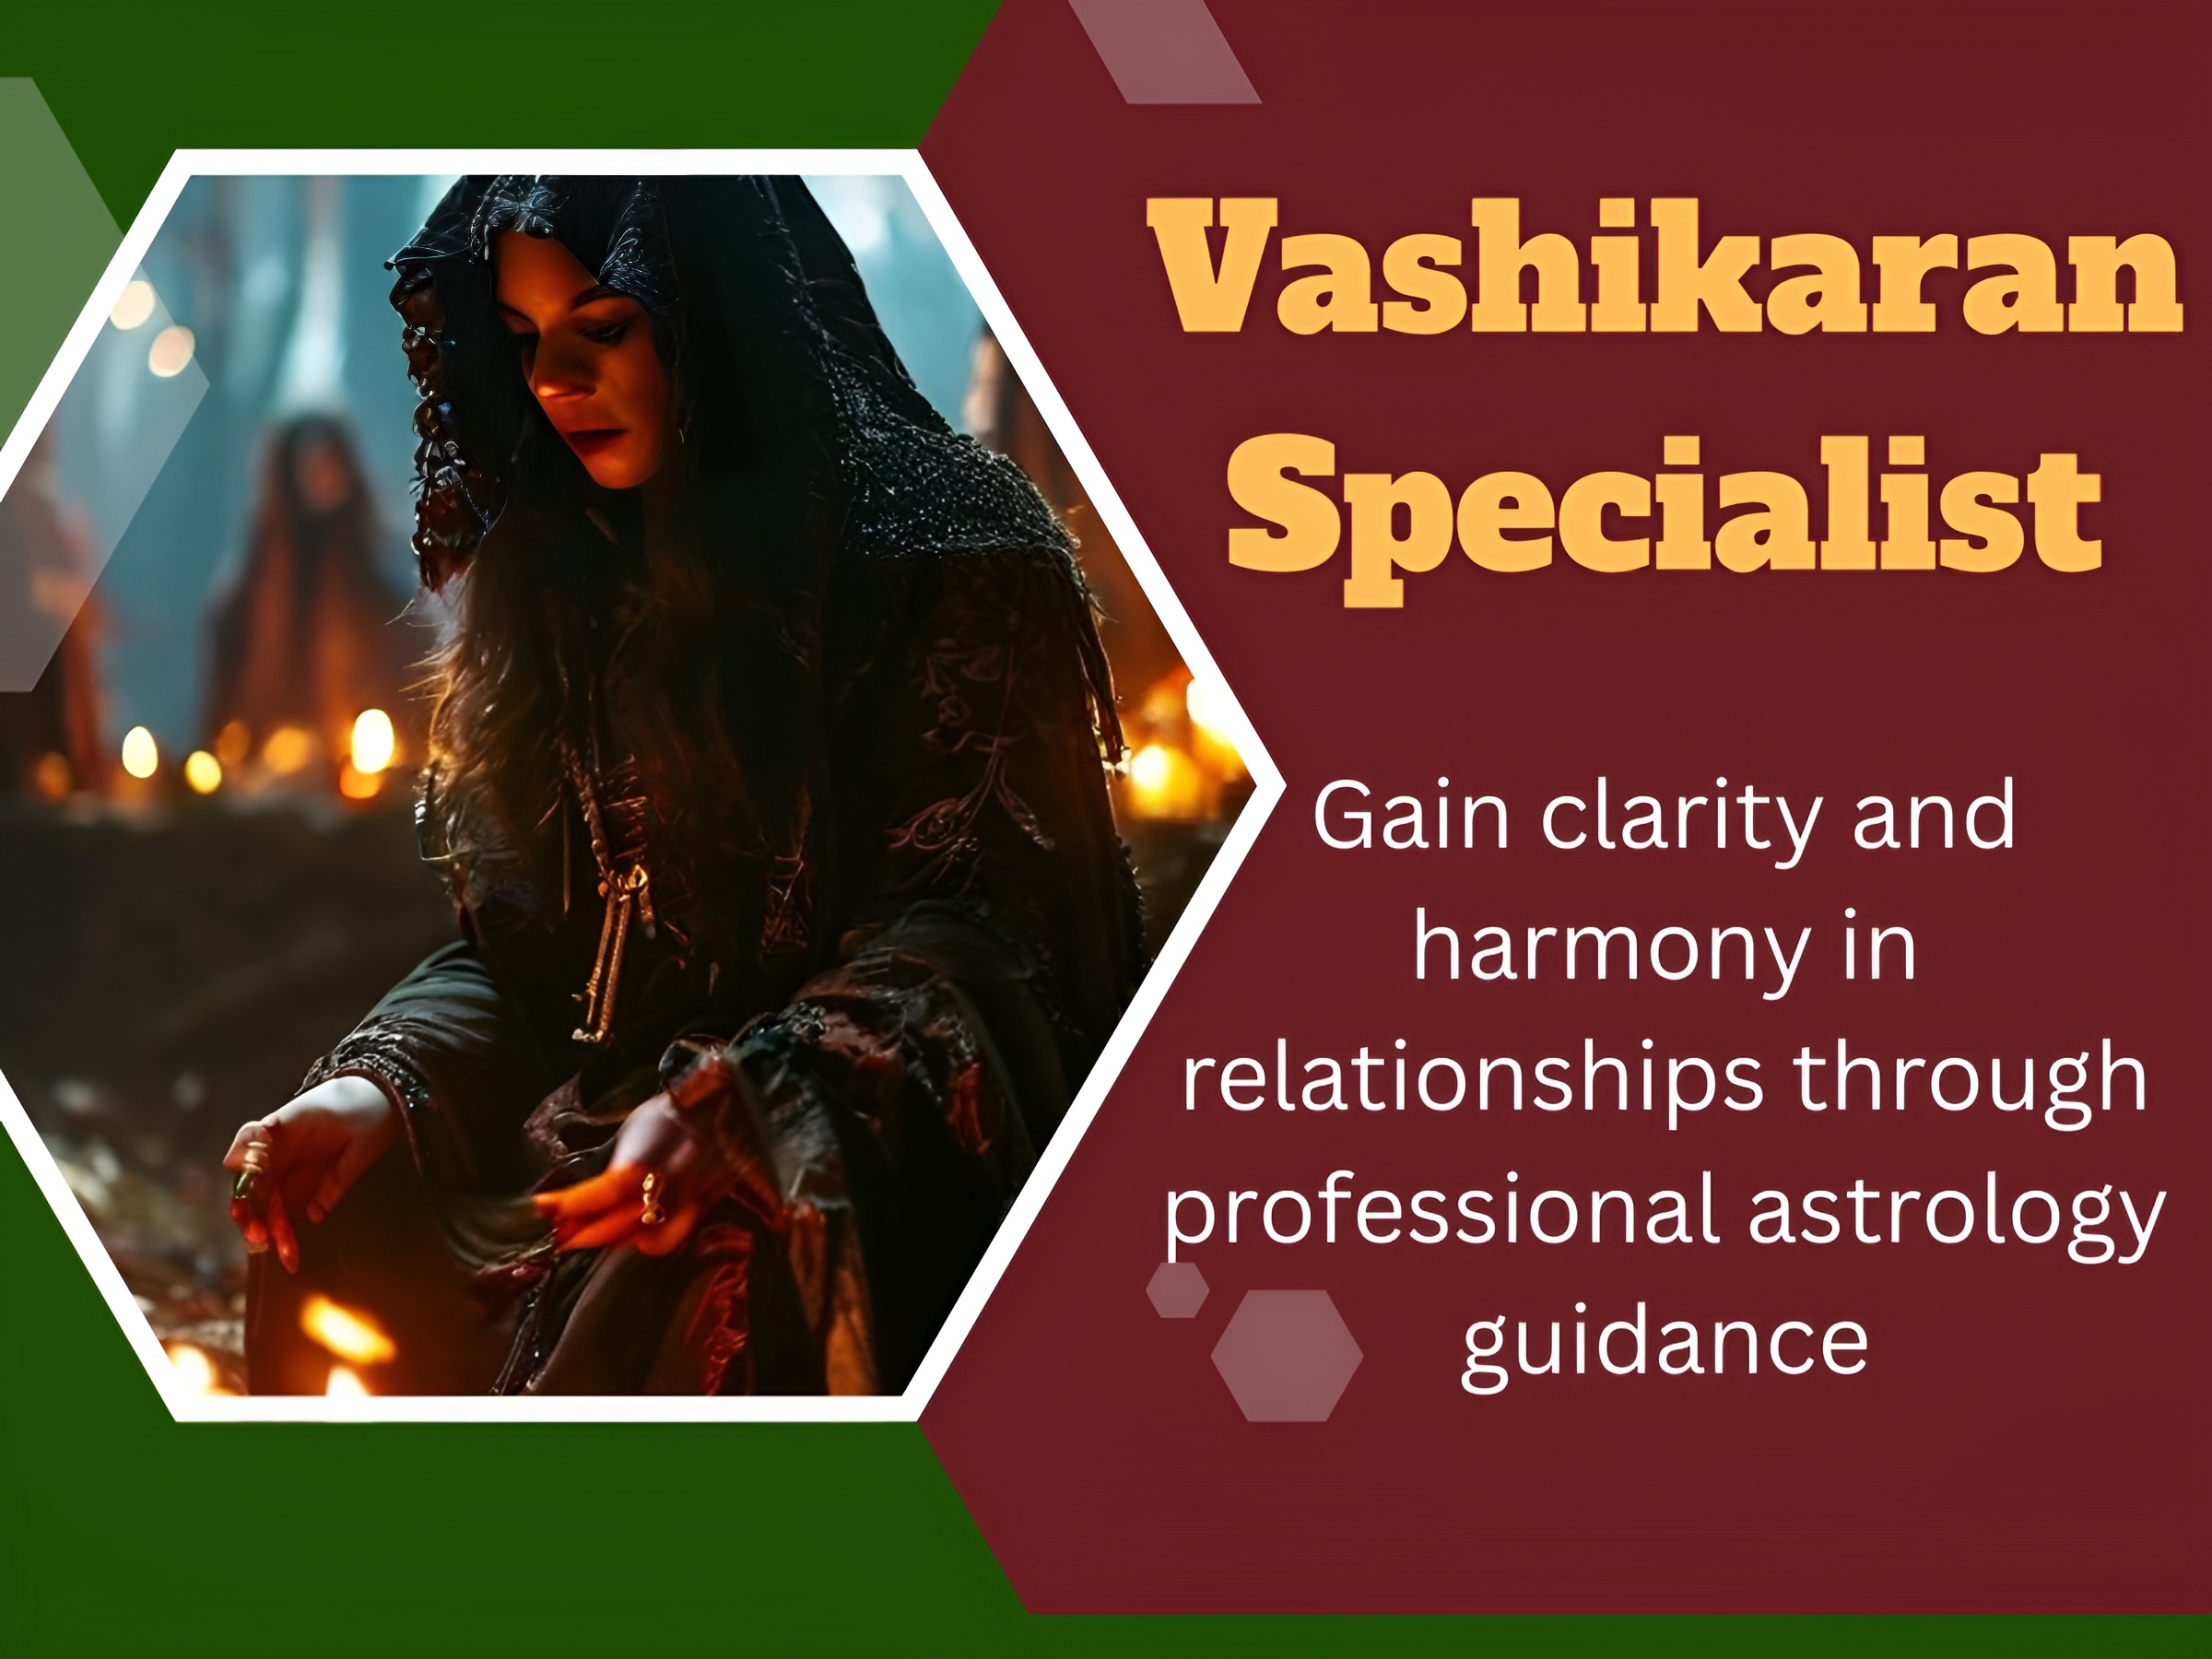 Vashikaran
Specialist
Gain clarity and
harmony in
relationships through
professional astrology
guidance